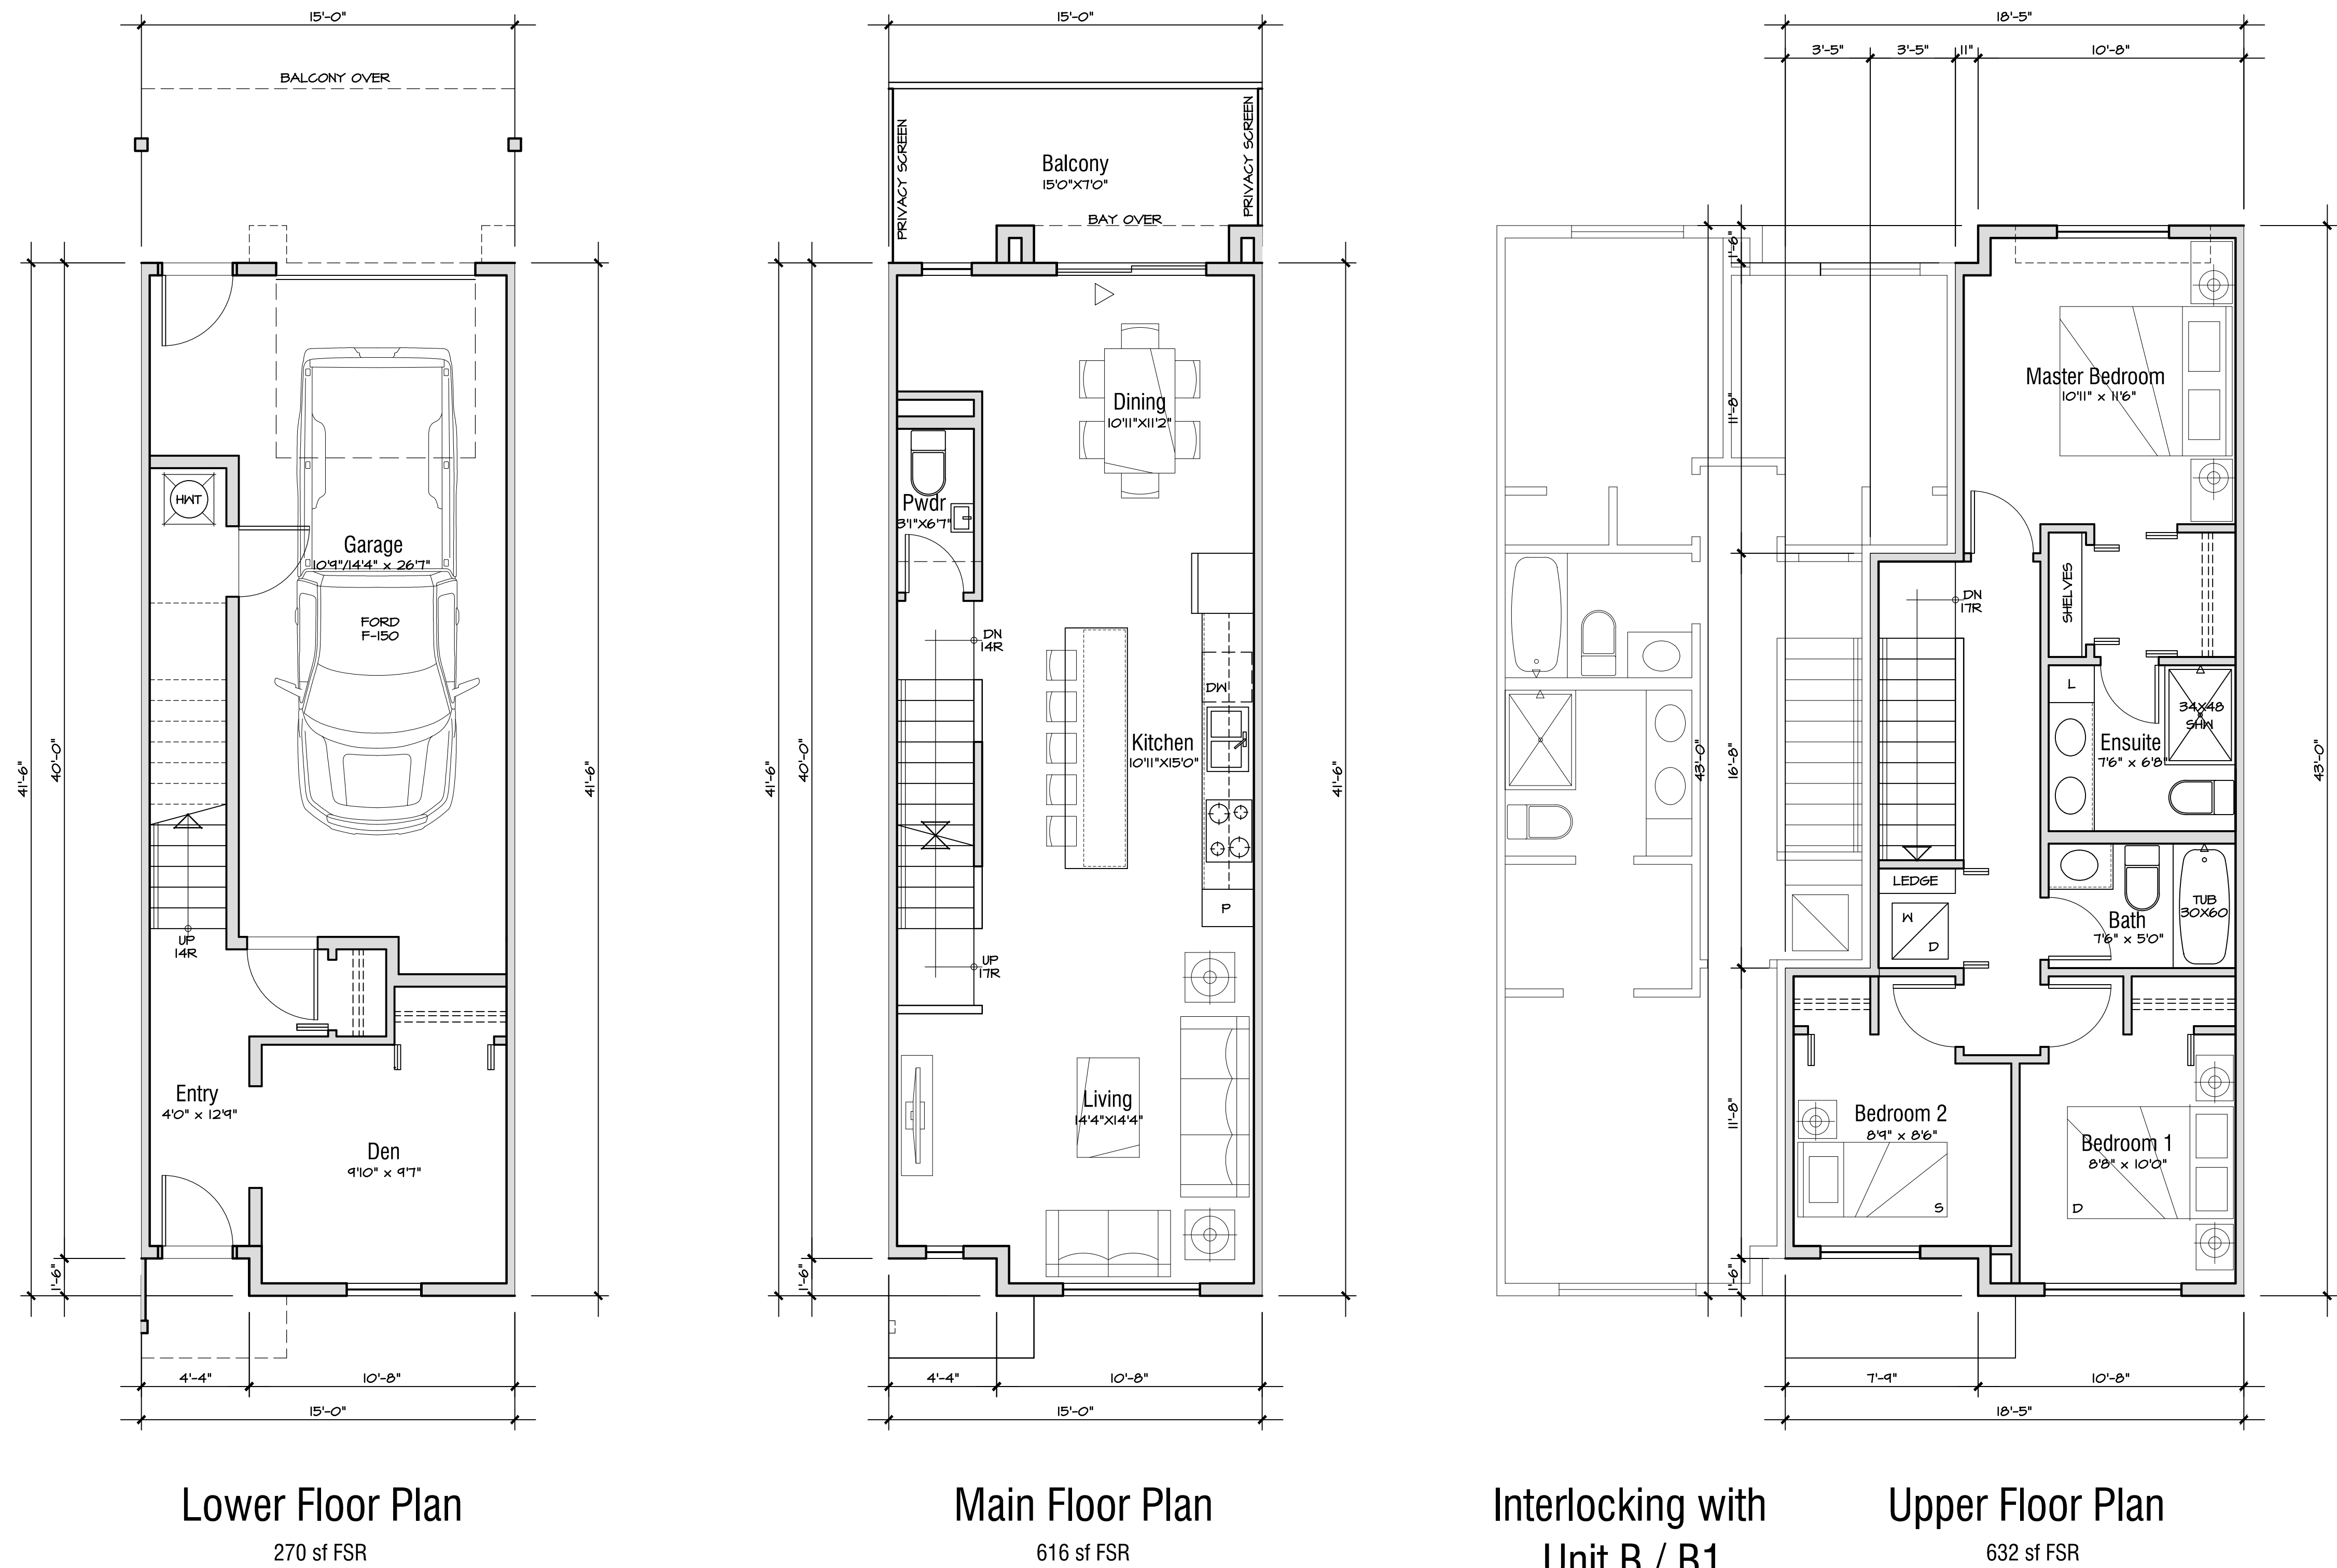 15'-0"
BALCONY OVER
HWT
Garage
10'9"/14'4" x 26'7"
FORD
F-150
UP
14R
Entry
4'0" x 12'9"
Den
9'10" x 9'7"
41'-6"
40'-0"
1'-6"
41'-6"
4'-4"
10'-8"
15'-0"
Lower Floor Plan
270 sf FSR
15'-0"
PRIVACY SCREEN
PRIVACY SCREEN
Balcony
15'0"X7'0"
BAY OVER
Dining
10'11"X11'2"
Pwdr
3'1"X6'7"
DN
14R
DW
Kitchen
10'11"X15'0"
P
UP
17R
Living
14'4"X14'4"
41'-6"
40'-0"
1'-6"
41'-6"
4'-4"
10'-8"
15'-0"
Main Floor Plan
616 sf FSR
18'-5"
3'-5"
3'-5"
11"
10'-8"
1'-6"
11'-8"
43'-0"
16'-8"
11'-8"
1'-6"
43'-0"
Master Bedroom
10'11" x 11'6"
DN
17R
SHELVES
L
34X48
SHW
Ensuite
7'6" x 6'8"
LEDGE
W
D
Bath
7'6" x 5'0"
TUB
30X60
Bedroom 2
8'9" x 8'6"
S
Bedroom 1
8'8" x 10'0"
D
7'-9"
10'-8"
18'-5"
Interlocking with
Unit B / B1
Upper Floor Plan
632 sf FSR